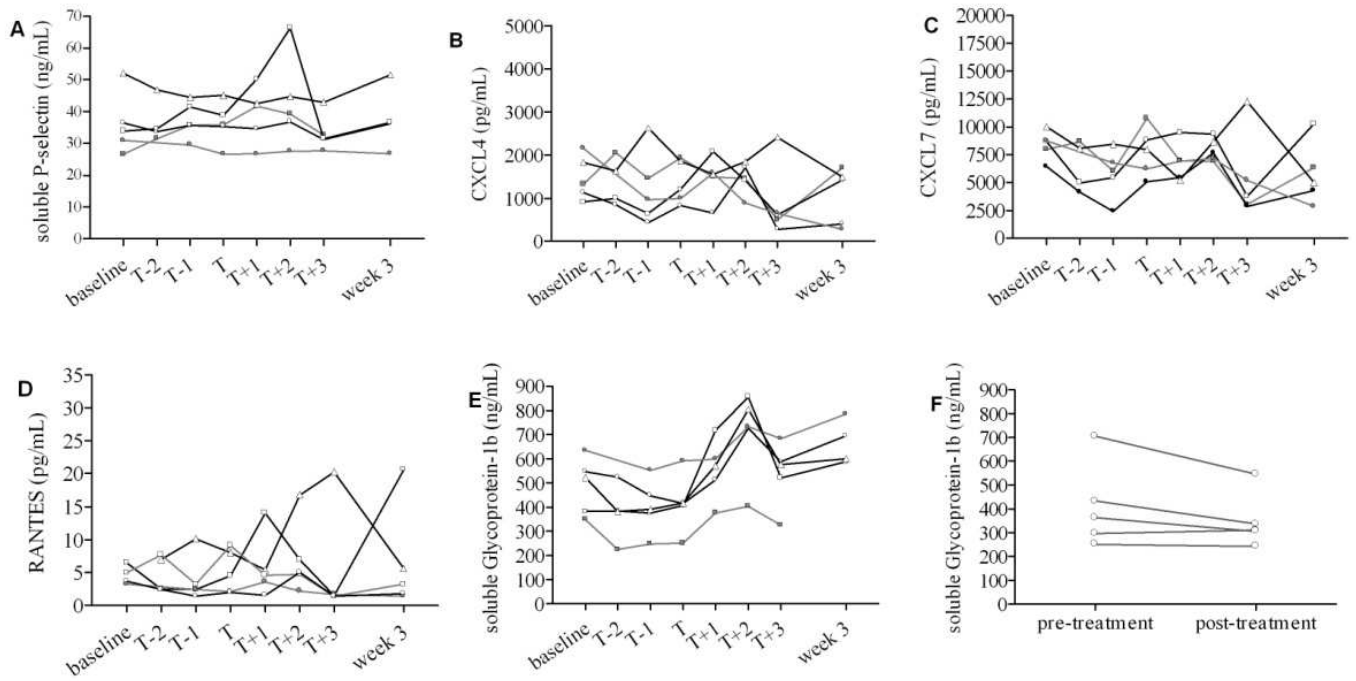 A
soluble P-selectin (ng/mL)
70
60
50
40
30
20
10
0
baseline
T-2
T-1
T
T+1
T+2
T+3
week 3
B
CXCL4 (pg/mL)
5000
4000
3000
2000
1000
0
baseline
T-2
T-1
T
T+1
T+2
T+3
week 3
C
CXCL7 (pg/mL)
20000
17500
15000
12500
10000
7500
5000
2500
0
baseline
T-2
T-1
T
T+1
T+2
T+3
week 3
D
RANTES (pg/mL)
35
30
25
20
15
10
5
0
baseline
T-2
T-1
T
T+1
T+2
T+3
week 3
E
soluble Glycoprotein-1b (ng/mL)
900
800
700
600
500
400
300
200
100
0
baseline
T-2
T-1
T
T+1
T+2
T+3
week 3
F
soluble Glycoprotein-1b (ng/mL)
900
800
700
600
500
400
300
200
100
0
pre-treatment
post-treatment